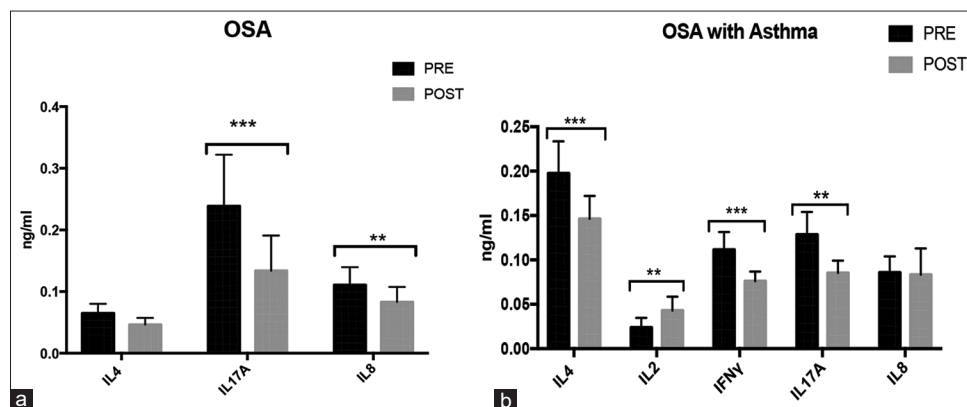 OSA
PRE
POST
ng/ml
0.4
0.3
0.2
0.1
0.0
***
**
IL4
IL17A
IL8
a
OSA with Asthma
PRE
POST
ng/ml
0.25
0.20
0.15
0.10
0.05
0.00
***
**
***
**
IL4
IL2
IFNγ
IL17A
IL8
b